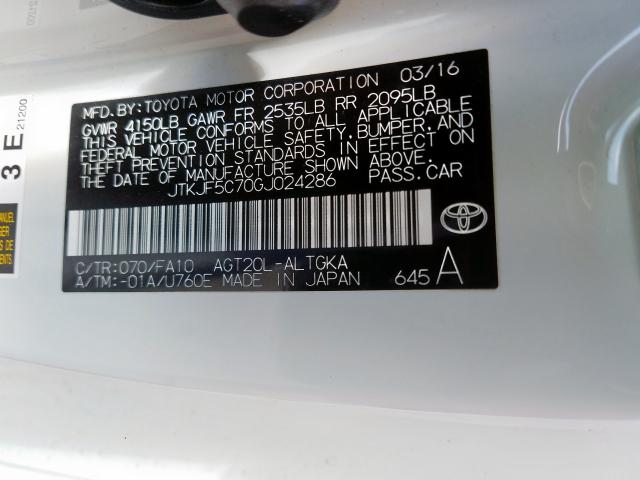 MFD. BY: TOYOTA MOTOR CORPORATION 03/16
GVWR 4150LB GAWR FR 2535LB RR 2095LB
THIS VEHICLE CONFORMS TO ALL APPLICABLE
FEDERAL MOTOR VEHICLE SAFETY, BUMPER, AND
THEFT PREVENTION STANDARDS IN EFFECT ON
THE DATE OF MANUFACTURE SHOWN ABOVE.
JTKJF5C70GJ024286 PASS. CAR
C/TR: 070/FA10 AGT20L-ALTGKA
A/TM: -01A/U760E MADE IN JAPAN 645 A
3 E 21200